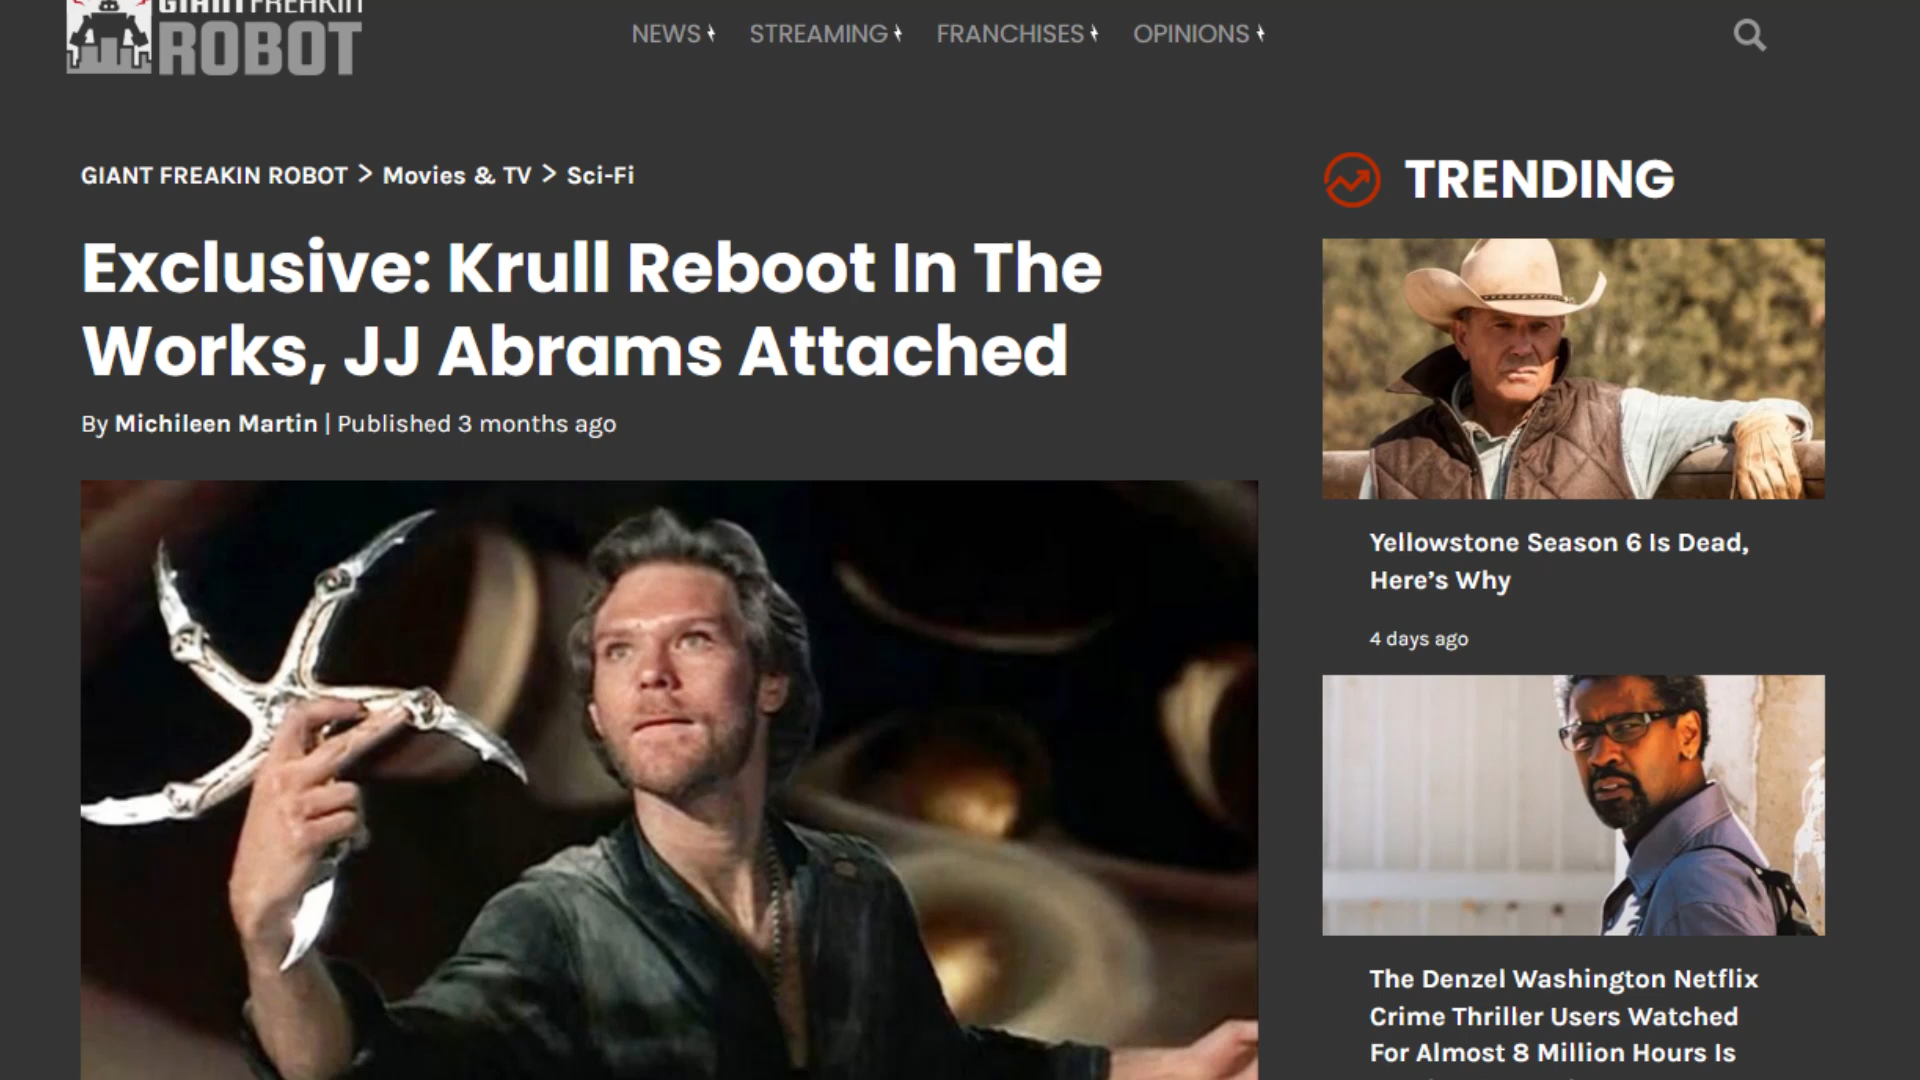 GIANT FREAKIN
ROBOT
NEWS STREAMING FRANCHISES OPINIONS
GIANT FREAKIN ROBOT > Movies & TV > Sci-Fi
Exclusive: Krull Reboot In The
Works, JJ Abrams Attached
By Michileen Martin | Published 3 months ago
TRENDING
Yellowstone Season 6 Is Dead,
Here’s Why
4 days ago
The Denzel Washington Netflix
Crime Thriller Users Watched
For Almost 8 Million Hours Is